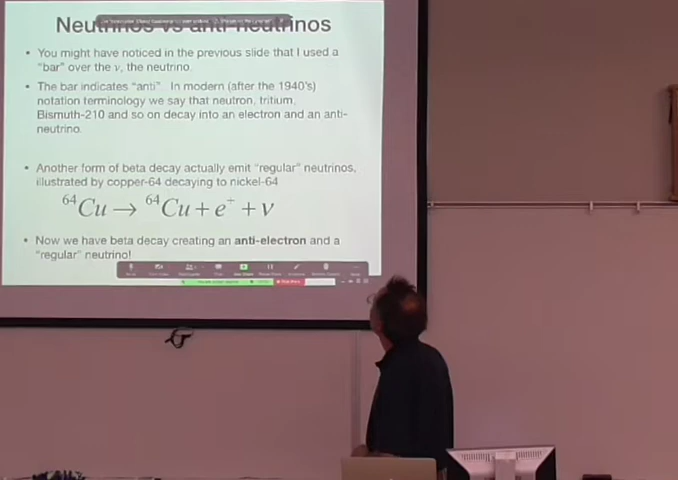 Neutrinos vs anti-neutrinos
• You might have noticed in the previous slide that I used a
"bar" over the ν, the neutrino.
• The bar indicates "anti". In modern (after the 1940's)
notation terminology we say that neutron, tritium,
Bismuth-210 and so on decay into an electron and an anti-
neutrino.
• Another form of beta decay actually emit "regular" neutrinos,
illustrated by copper-64 decaying to nickel-64
⁶⁴Cu → ⁶⁴Cu + e⁺ + ν
• Now we have beta decay creating an anti-electron and a
"regular" neutrino!